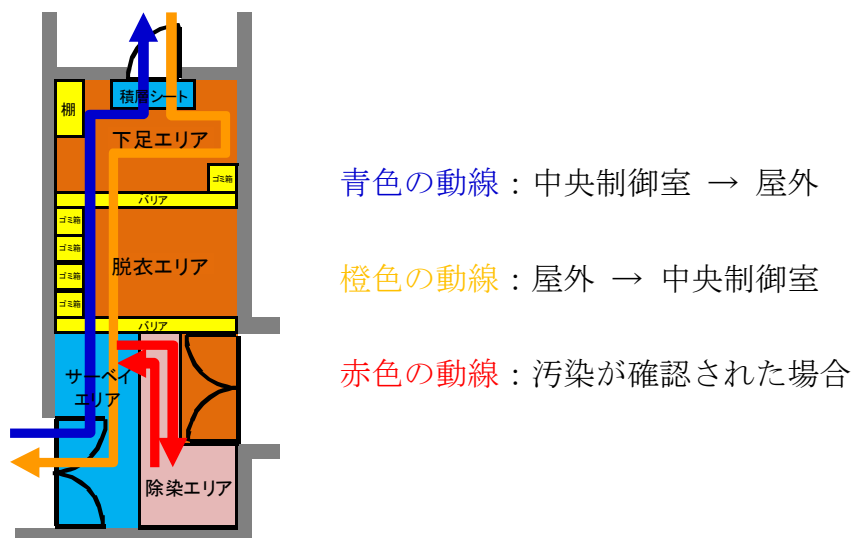 積層シート
棚
下足エリア
ゴミ箱
バリア
ゴミ箱
ゴミ箱
ゴミ箱
ゴミ箱
脱衣エリア
バリア
サーベイ
エリア
除染エリア
青色の動線：中央制御室 → 屋外
橙色の動線：屋外 → 中央制御室
赤色の動線：汚染が確認された場合